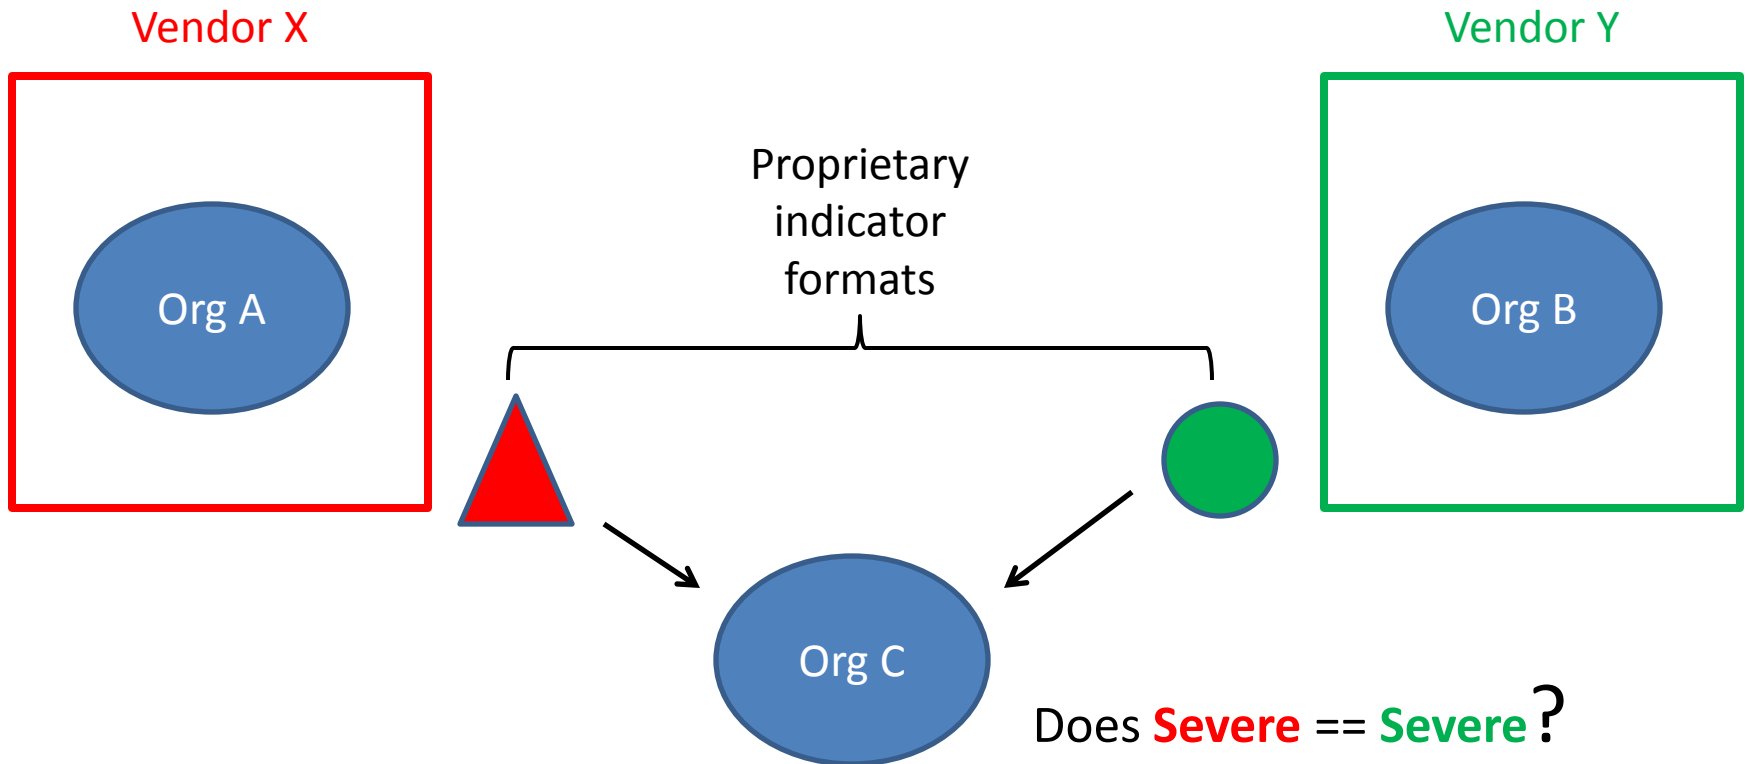 Vendor X
Vendor Y
Proprietary
indicator
formats
Org A
Org B
Org C
Does Severe == Severe?